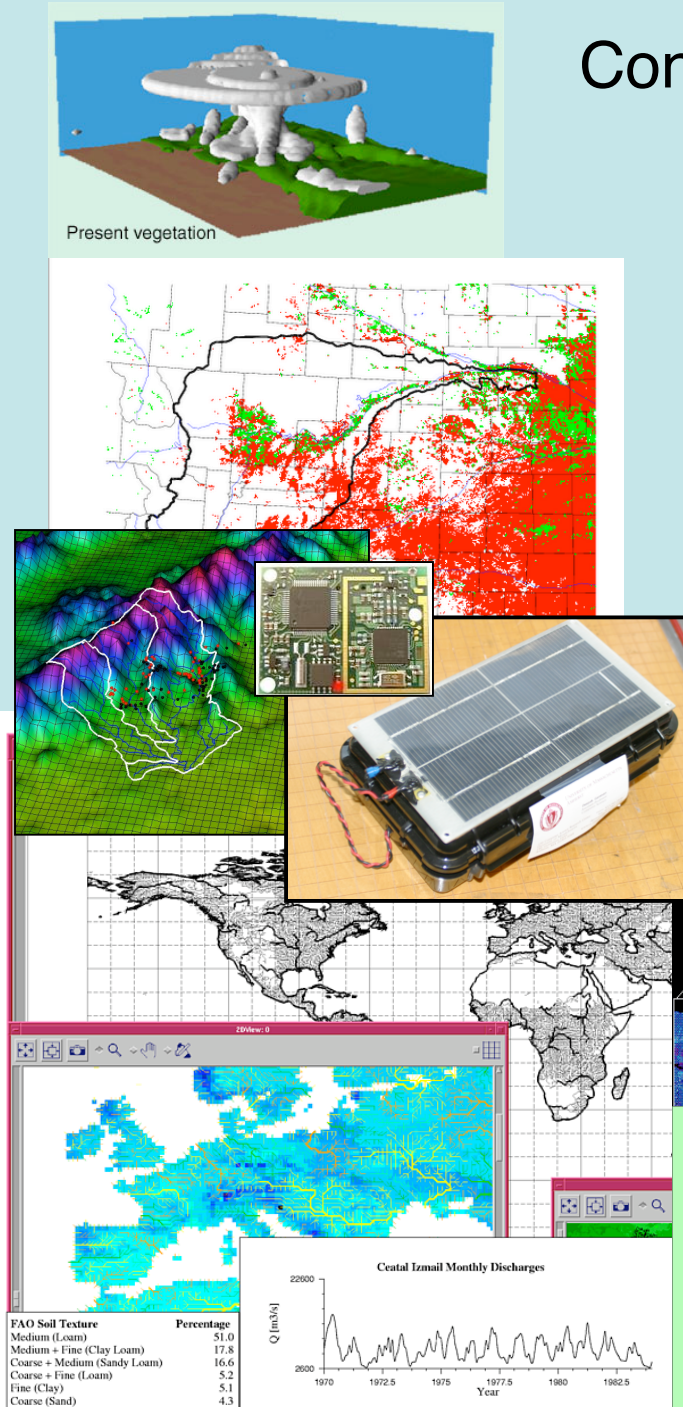 Con
Present vegetation
2DView: 0
Ceatal Izmail Monthly Discharges
22600
Q [m3/s]
2600
1970 1972.5 1975 1977.5 1980 1982.5
Year
FAO Soil Texture Percentage
Medium (Loam) 51.0
Medium + Fine (Clay Loam) 17.8
Coarse + Medium (Sandy Loam) 16.6
Coarse + Fine (Loam) 5.2
Fine (Clay) 5.1
Coarse (Sand) 4.3